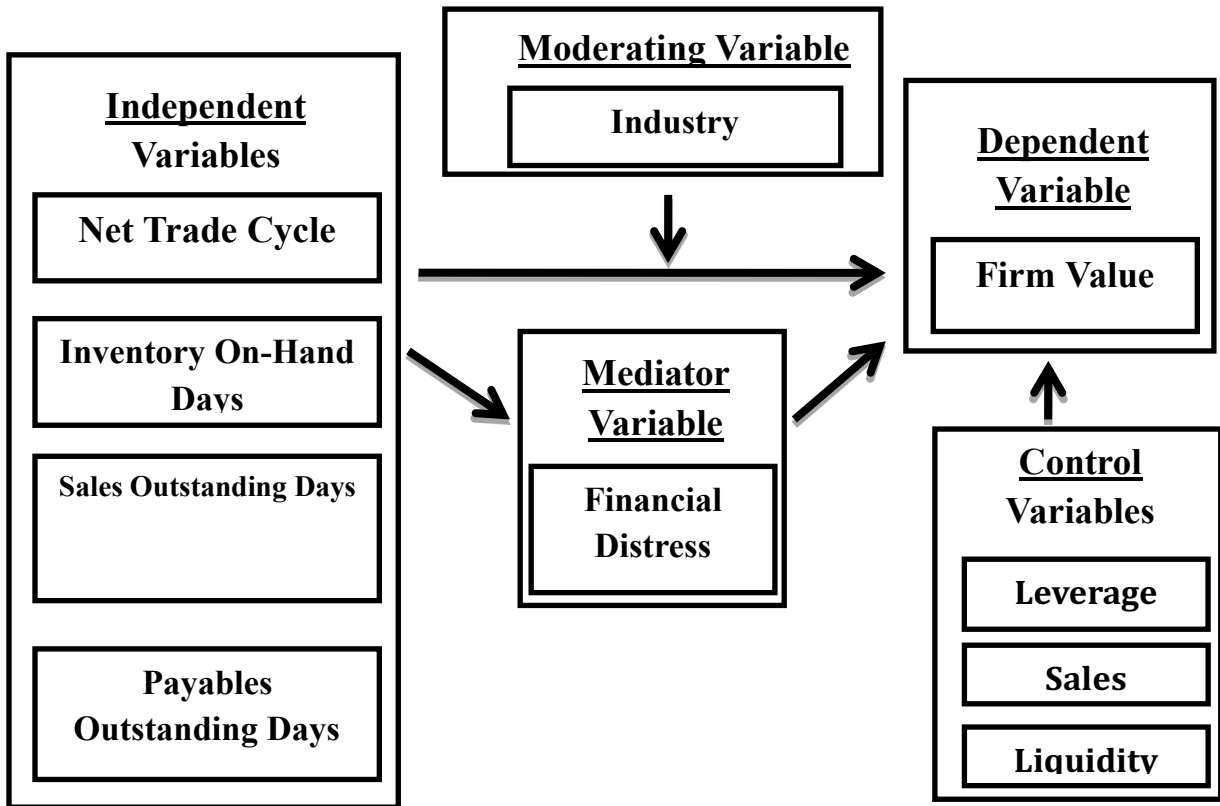 Independent
Variables
Net Trade Cycle
Inventory On-Hand
Days
Sales Outstanding Days
Payables
Outstanding Days
Moderating Variable
Industry
Mediator
Variable
Financial
Distress
Dependent
Variable
Firm Value
Control
Variables
Leverage
Sales
Liquidity